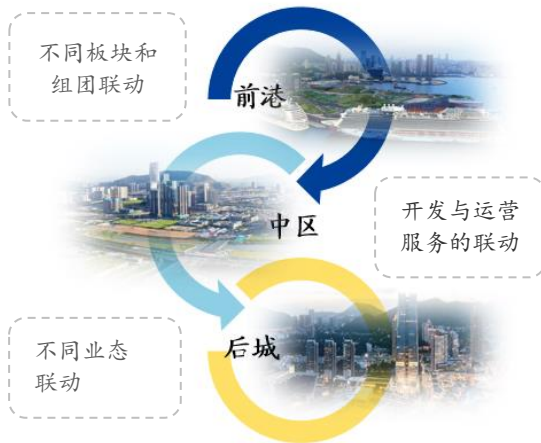 不同板块和
组团联动
前港
中区
开发与运营
服务的联动
后城
不同业态
联动